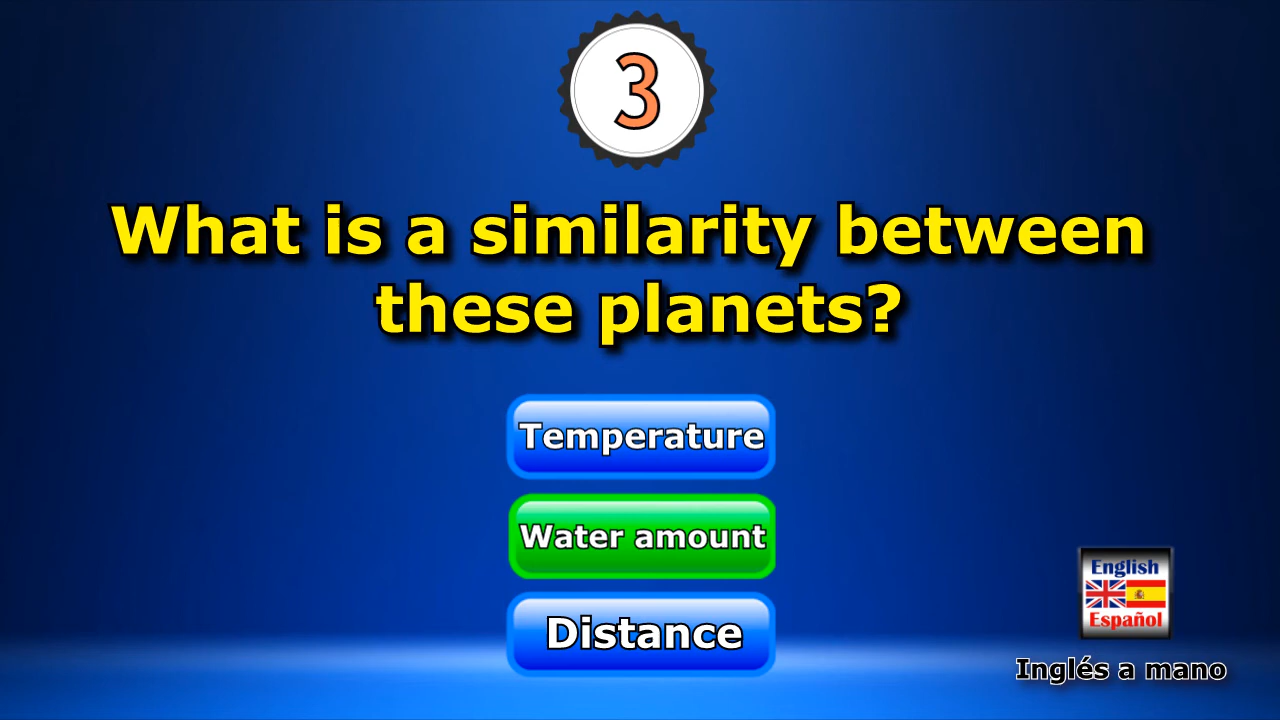 3
What is a similarity between
these planets?
Temperature
Water amount
Distance
English
Español
Inglés a mano